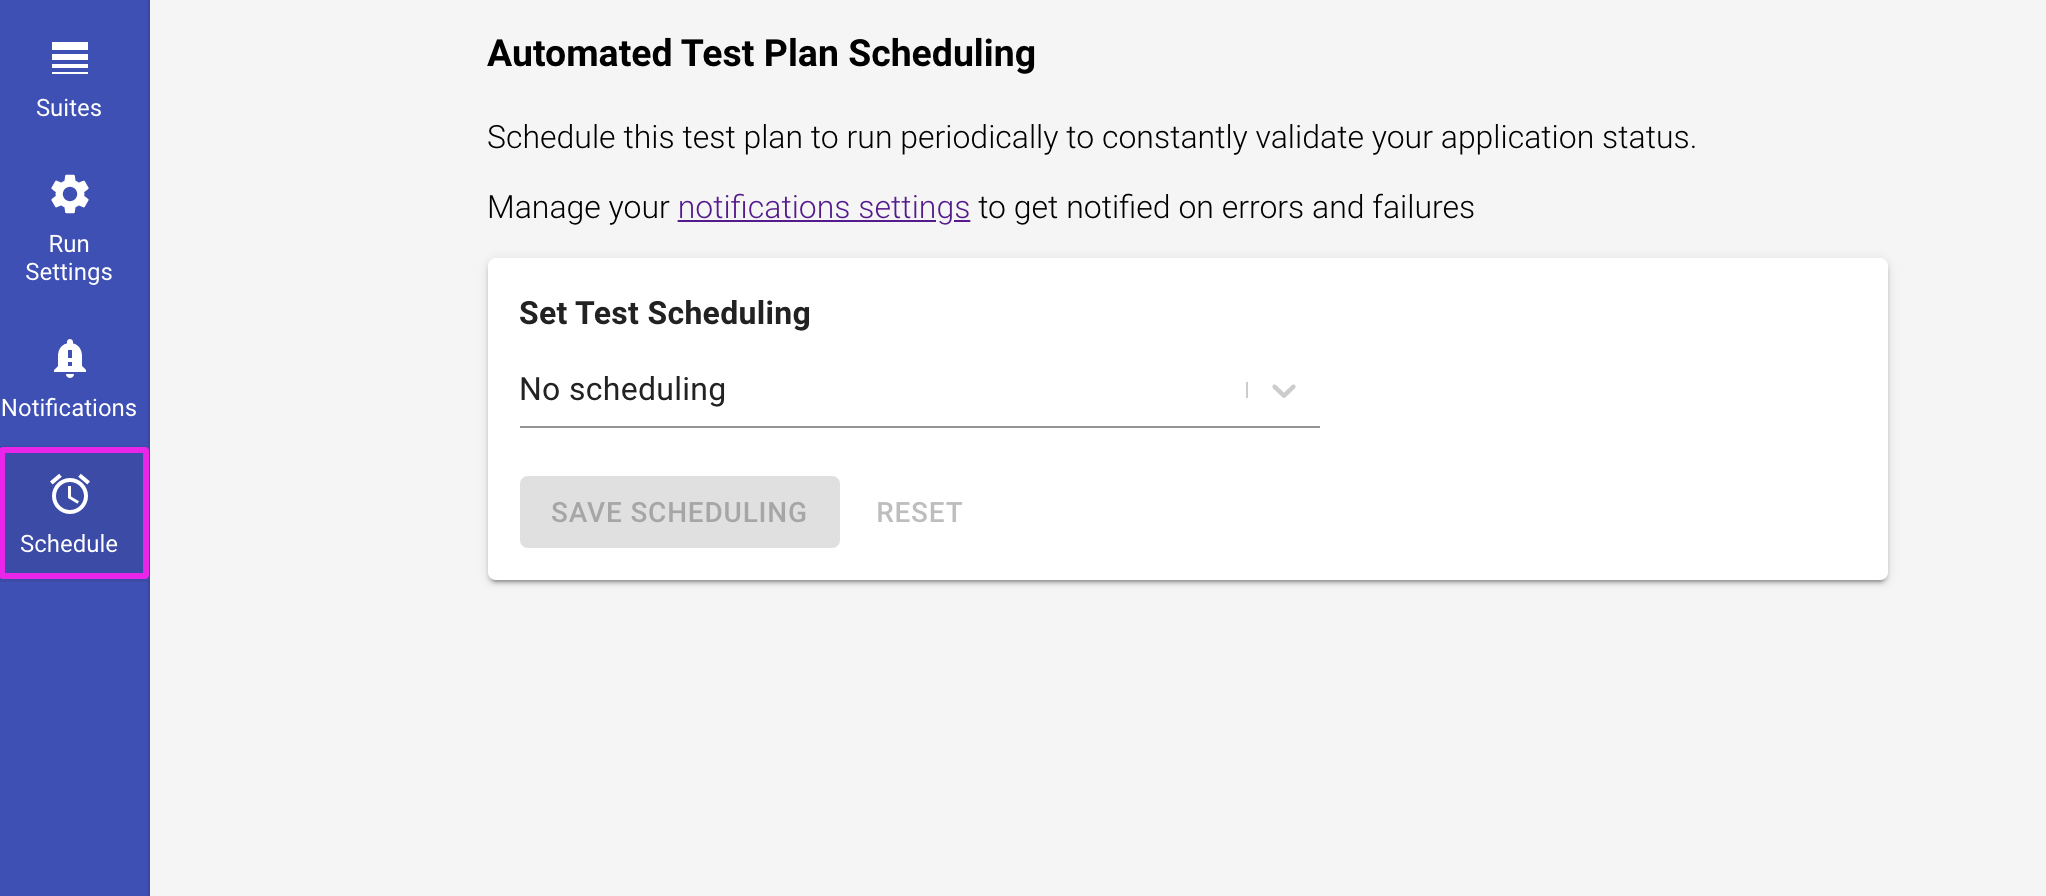 Suites
Run
Settings
Notifications
Schedule
Automated Test Plan Scheduling
Schedule this test plan to run periodically to constantly validate your application status.
Manage your notifications settings to get notified on errors and failures
Set Test Scheduling
No scheduling
SAVE SCHEDULING RESET